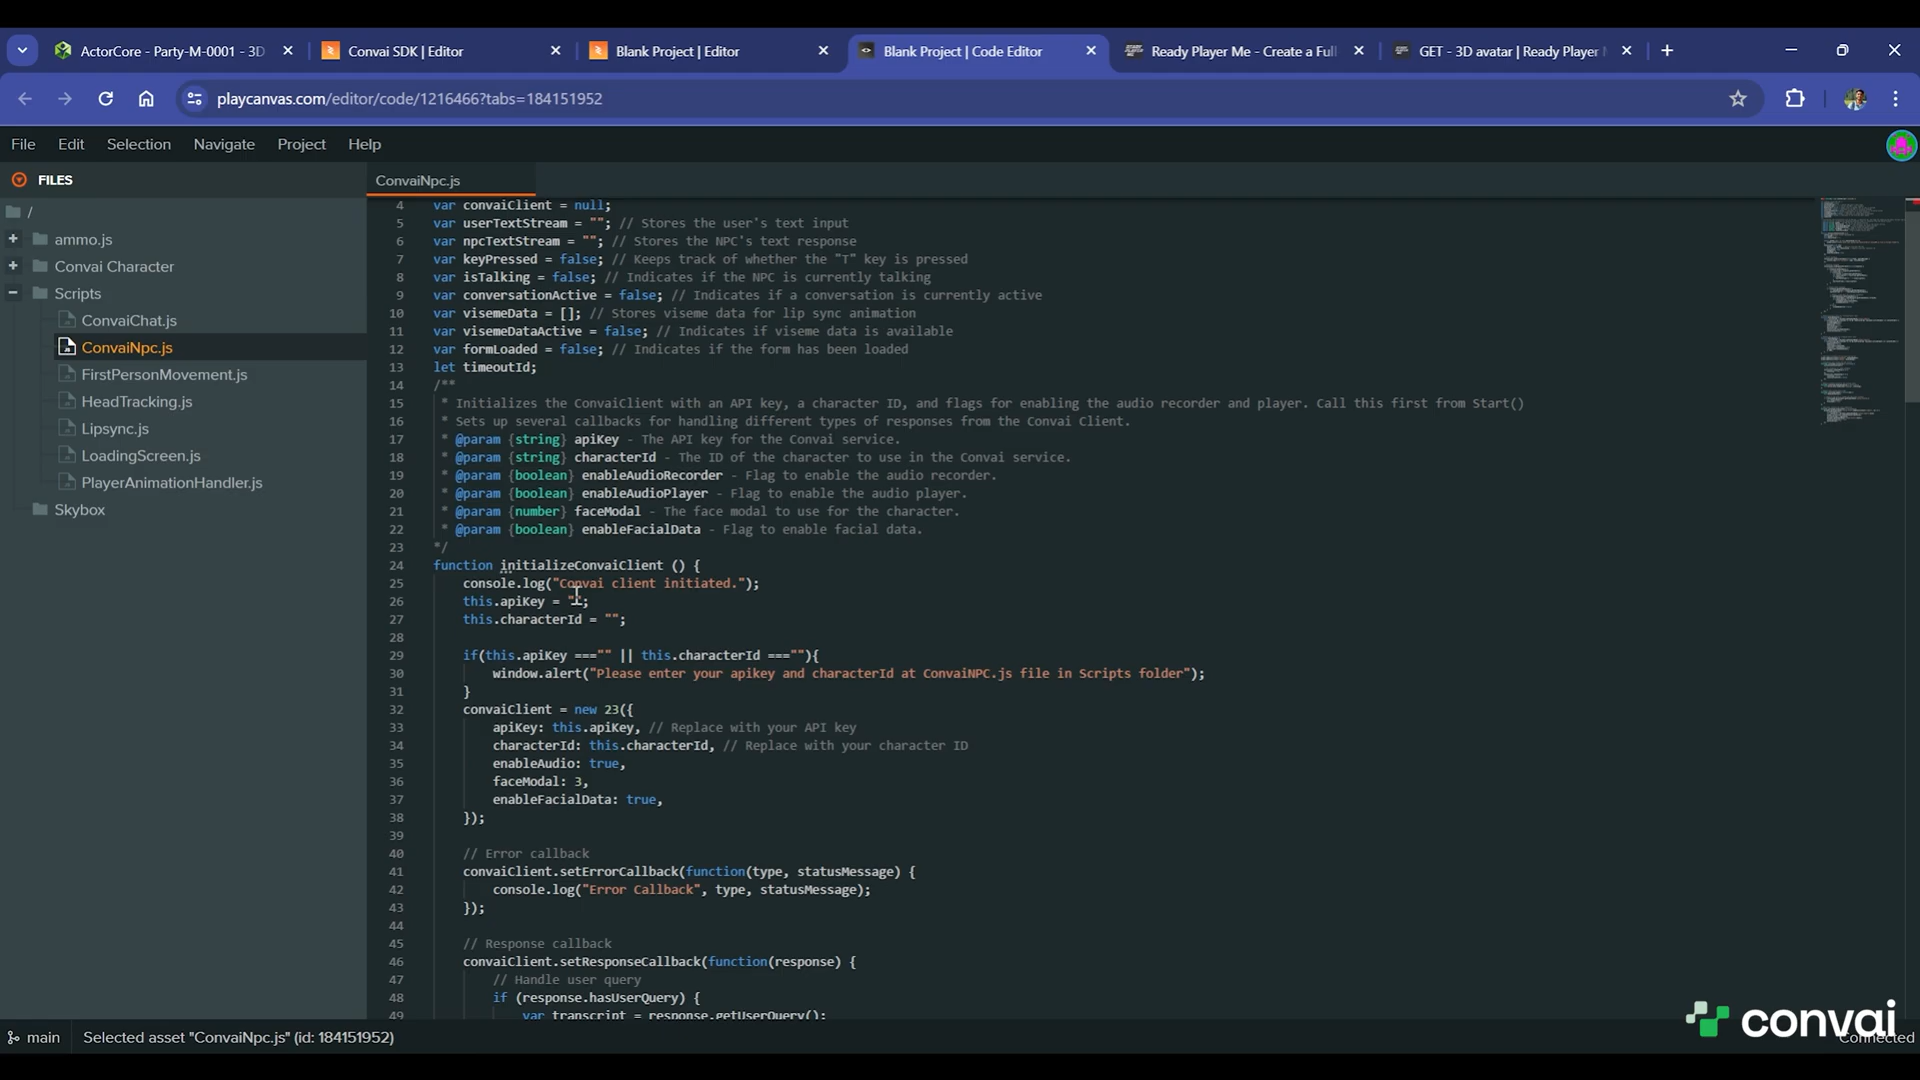 ActorCore - Party-M-0001 - 3D
Convai SDK | Editor
Blank Project | Editor
Blank Project | Code Editor
Ready Player Me - Create a Full
GET - 3D avatar | Ready Player
playcanvas.com/editor/code/1216466?tabs=184151952
File Edit Selection Navigate Project Help
FILES
ConvaiNpc.js
/
ammo.js
Convai Character
Scripts
ConvaiChat.js
ConvaiNpc.js
FirstPersonMovement.js
HeadTracking.js
Lipsync.js
LoadingScreen.js
PlayerAnimationHandler.js
Skybox
4 var convaiClient = null;
5 var userTextStream = ""; // Stores the user's text input
6 var npcTextStream = ""; // Stores the NPC's text response
7 var keyPressed = false; // Keeps track of whether the "T" key is pressed
8 var isTalking = false; // Indicates if the NPC is currently talking
9 var conversationActive = false; // Indicates if a conversation is currently active
10 var visemeData = []; // Stores viseme data for lip sync animation
11 var visemeDataActive = false; // Indicates if viseme data is available
12 var formLoaded = false; // Indicates if the form has been loaded
13 let timeoutId;
14 /**
15 * Initializes the ConvaiClient with an API key, a character ID, and flags for enabling the audio recorder and player. Call this first from Start()
16 * Sets up several callbacks for handling different types of responses from the Convai Client.
17 * @param {string} apiKey - The API key for the Convai service.
18 * @param {string} characterId - The ID of the character to use in the Convai service.
19 * @param {boolean} enableAudioRecorder - Flag to enable the audio recorder.
20 * @param {boolean} enableAudioPlayer - Flag to enable the audio player.
21 * @param {number} faceModal - The face modal to use for the character.
22 * @param {boolean} enableFacialData - Flag to enable facial data.
23 */
24 function initializeConvaiClient () {
25 console.log("Convai client initiated.");
26 this.apiKey = "";
27 this.characterId = "";
28
29 if(this.apiKey ==="" || this.characterId ===""){
30 window.alert("Please enter your apikey and characterId at ConvaiNPC.js file in Scripts folder");
31 }
32 convaiClient = new 23({
33 apiKey: this.apiKey, // Replace with your API key
34 characterId: this.characterId, // Replace with your character ID
35 enableAudio: true,
36 faceModal: 3,
37 enableFacialData: true,
38 });
39
40 // Error callback
41 convaiClient.setErrorCallback(function(type, statusMessage) {
42 console.log("Error Callback", type, statusMessage);
43 });
44
45 // Response callback
46 convaiClient.setResponseCallback(function(response) {
47 // Handle user query
48 if (response.hasUserQuery) {
49 var transcript = response.getUserQuery();
convai
main
Selected asset "ConvaiNpc.js" (id: 184151952)
Connected